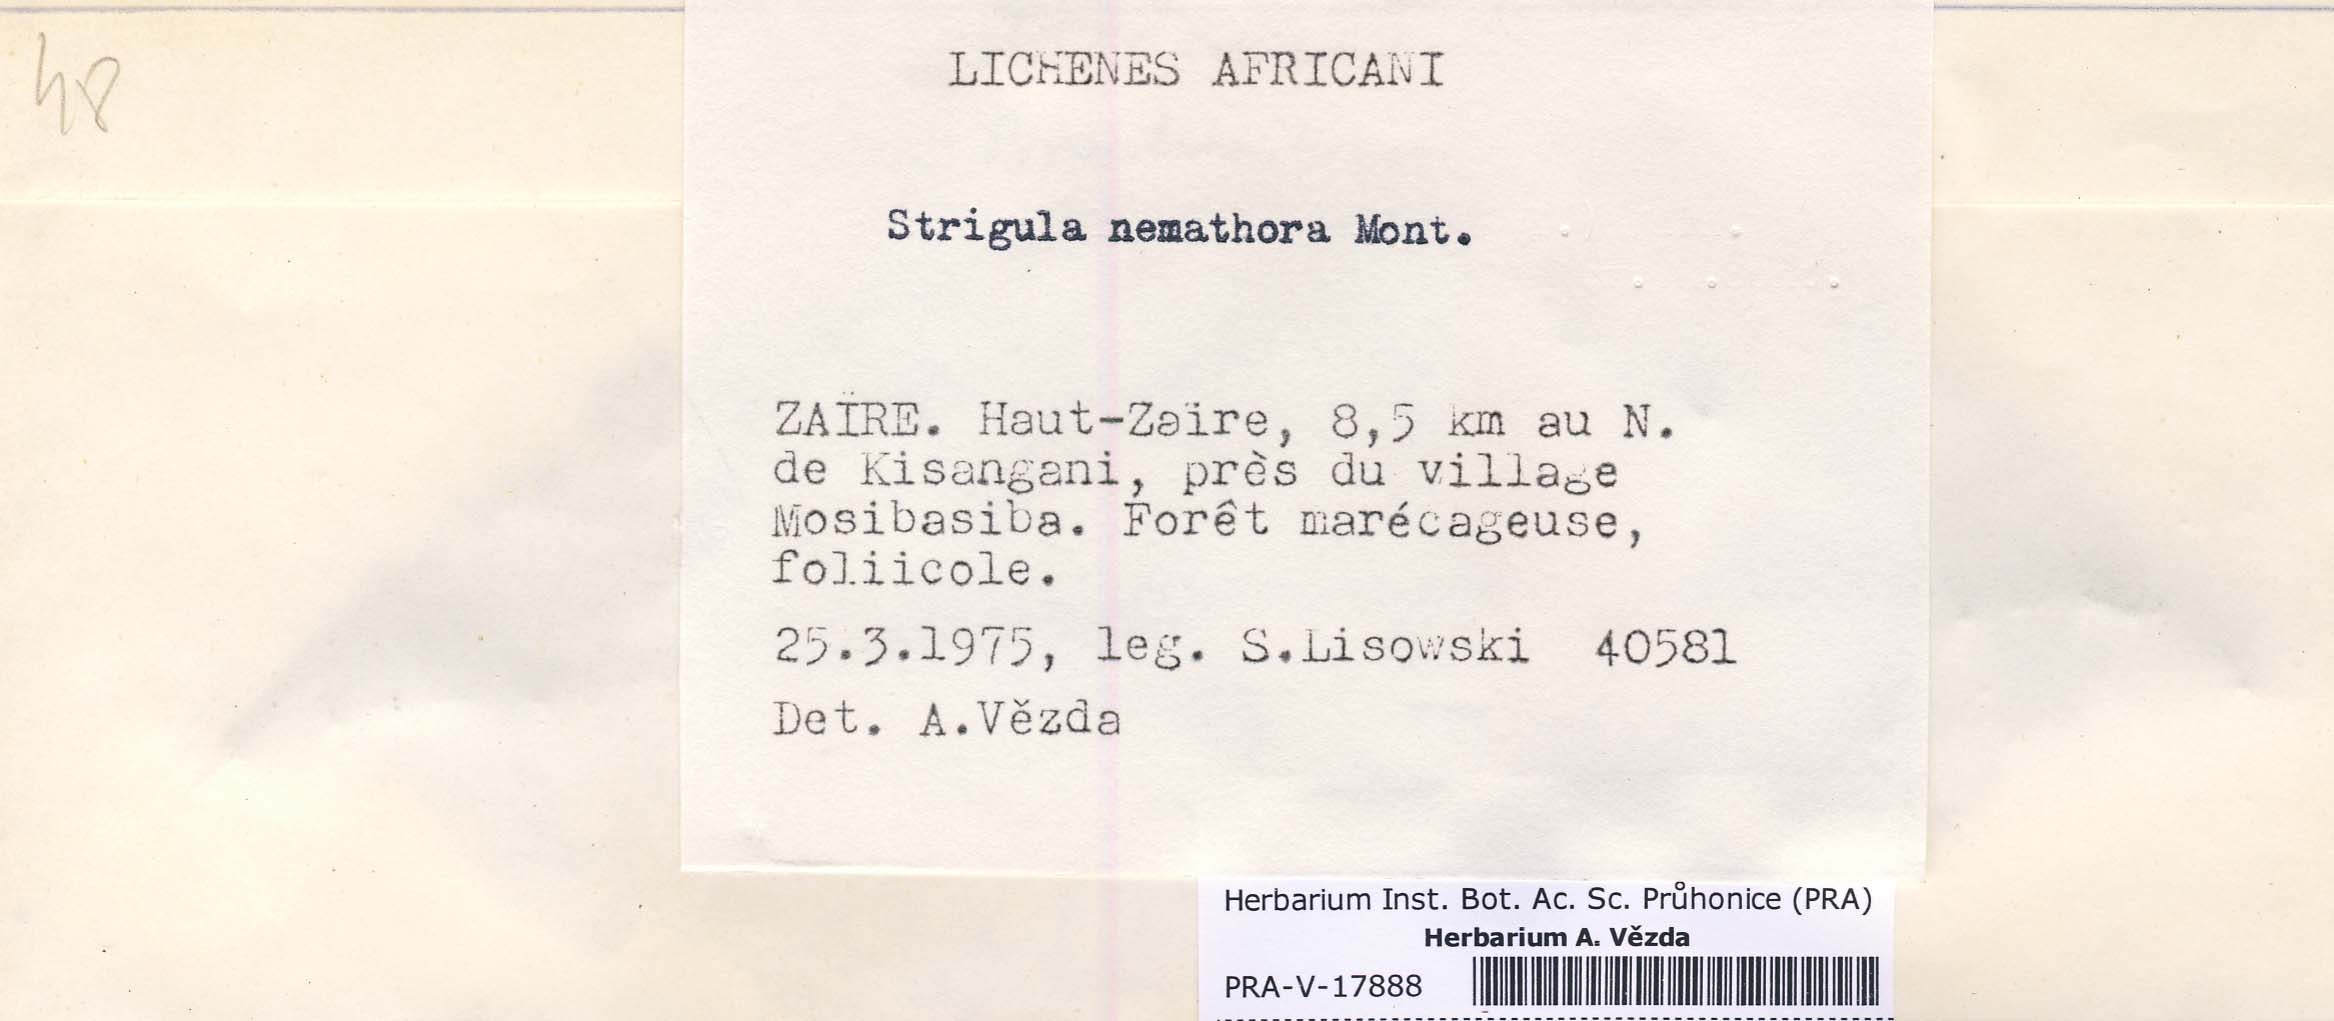 48
LICHENES AFRICANI
Strigula nemathora Mont.
ZAÏRE. Haut-Zaïre, 8,5 km au N.
de Kisangani, près du village
Mosibasiba. Forêt marécageuse,
foliicole.
25.3.1975, leg. S.Lisowski 40581
Det. A.Vězda
Herbarium Inst. Bot. Ac. Sc. Průhonice (PRA)
Herbarium A. Vězda
PRA-V-17888